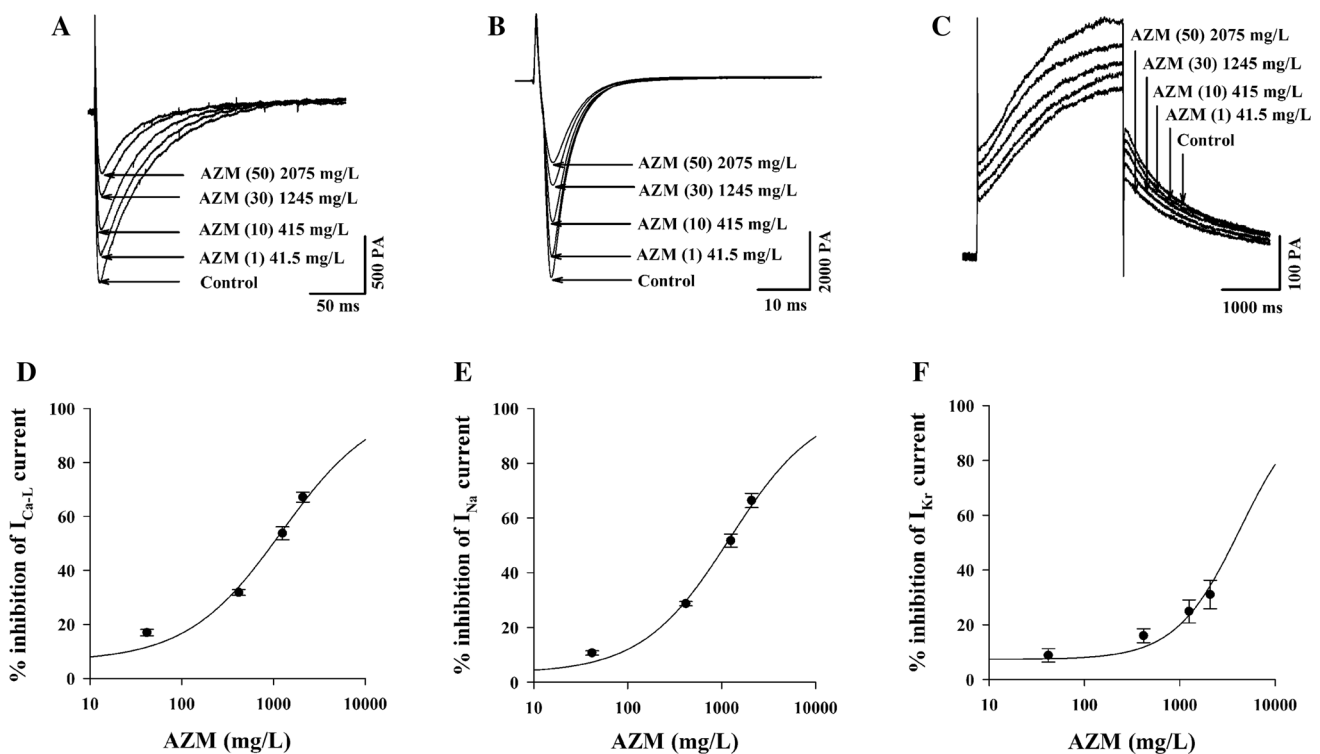 A
AZM (50) 2075 mg/L
AZM (30) 1245 mg/L
AZM (10) 415 mg/L
AZM (1) 41.5 mg/L
Control
500 PA
50 ms
B
AZM (50) 2075 mg/L
AZM (30) 1245 mg/L
AZM (10) 415 mg/L
AZM (1) 41.5 mg/L
Control
2000 PA
10 ms
C
AZM (50) 2075 mg/L
AZM (30) 1245 mg/L
AZM (10) 415 mg/L
AZM (1) 41.5 mg/L
Control
100 PA
1000 ms
D
% inhibition of I Ca-L current
100
80
60
40
20
0
10 100 1000 10000
AZM (mg/L)
E
% inhibition of I Na current
100
80
60
40
20
0
10 100 1000 10000
AZM (mg/L)
F
% inhibition of I Kr current
100
80
60
40
20
0
10 100 1000 10000
AZM (mg/L)